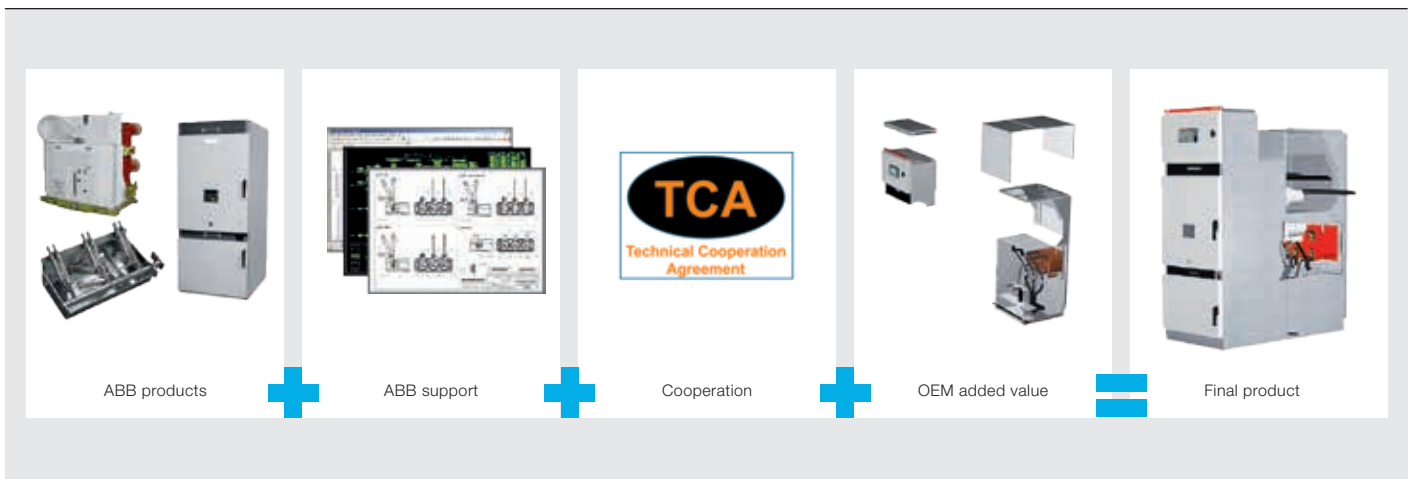 TCA
Technical Cooperation
Agreement
ABB products
ABB support
Cooperation
OEM added value
Final product